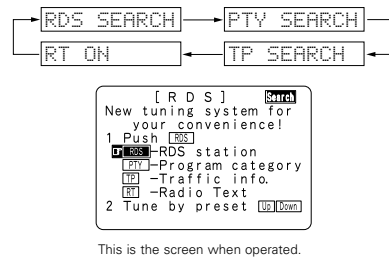 RDS SEARCH PTY SEARCH
RT ON TP SEARCH
[RDS] Search
New tuning system for
your convenience!
1 Push RDS
RDS -RDS station
PTY -Program category
TP -Traffic info.
RT -Radio Text
2 Tune by preset Up Down
This is the screen when operated.